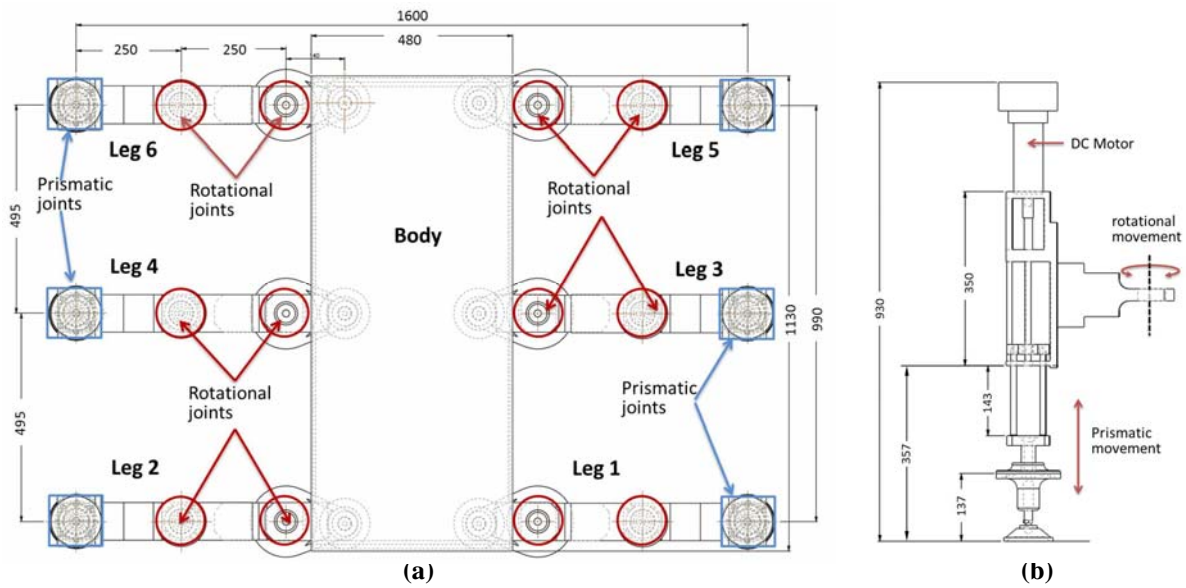 1600
250
250
480
Leg 6
Leg 5
Prismatic
joints
Rotational
joints
Rotational
joints
495
Body
Leg 4
Leg 3
1130
990
Rotational
joints
Prismatic
joints
495
Leg 2
Leg 1
(a)
DC Motor
rotational
movement
350
930
143
357
Prismatic
movement
137
(b)